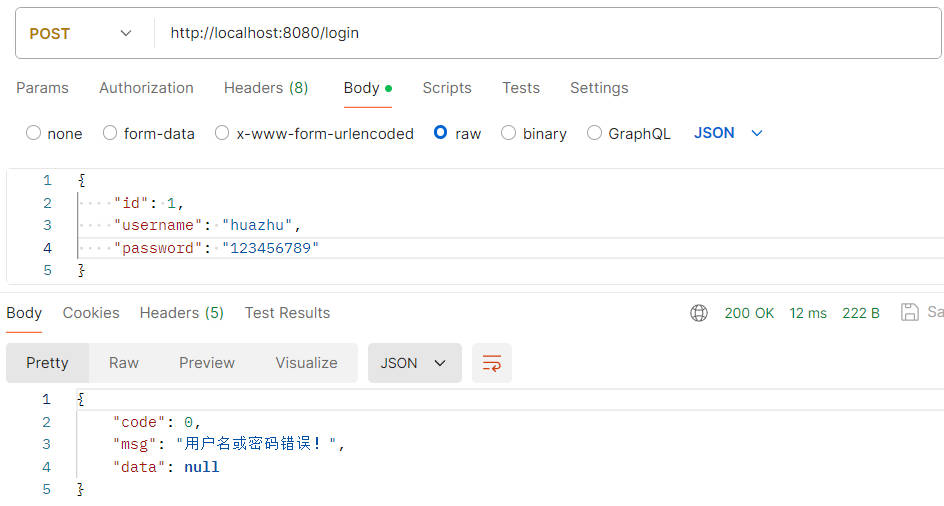 POST http://localhost:8080/login
Params Authorization Headers (8) Body Scripts Tests Settings
none form-data x-www-form-urlencoded raw binary GraphQL JSON
1 {
2 "id": 1,
3 "username": "huazhu",
4 "password": "123456789"
5 }
Body Cookies Headers (5) Test Results 200 OK 12 ms 222 B Sa
Pretty Raw Preview Visualize JSON
1 {
2 "code": 0,
3 "msg": "用户名或密码错误！",
4 "data": null
5 }